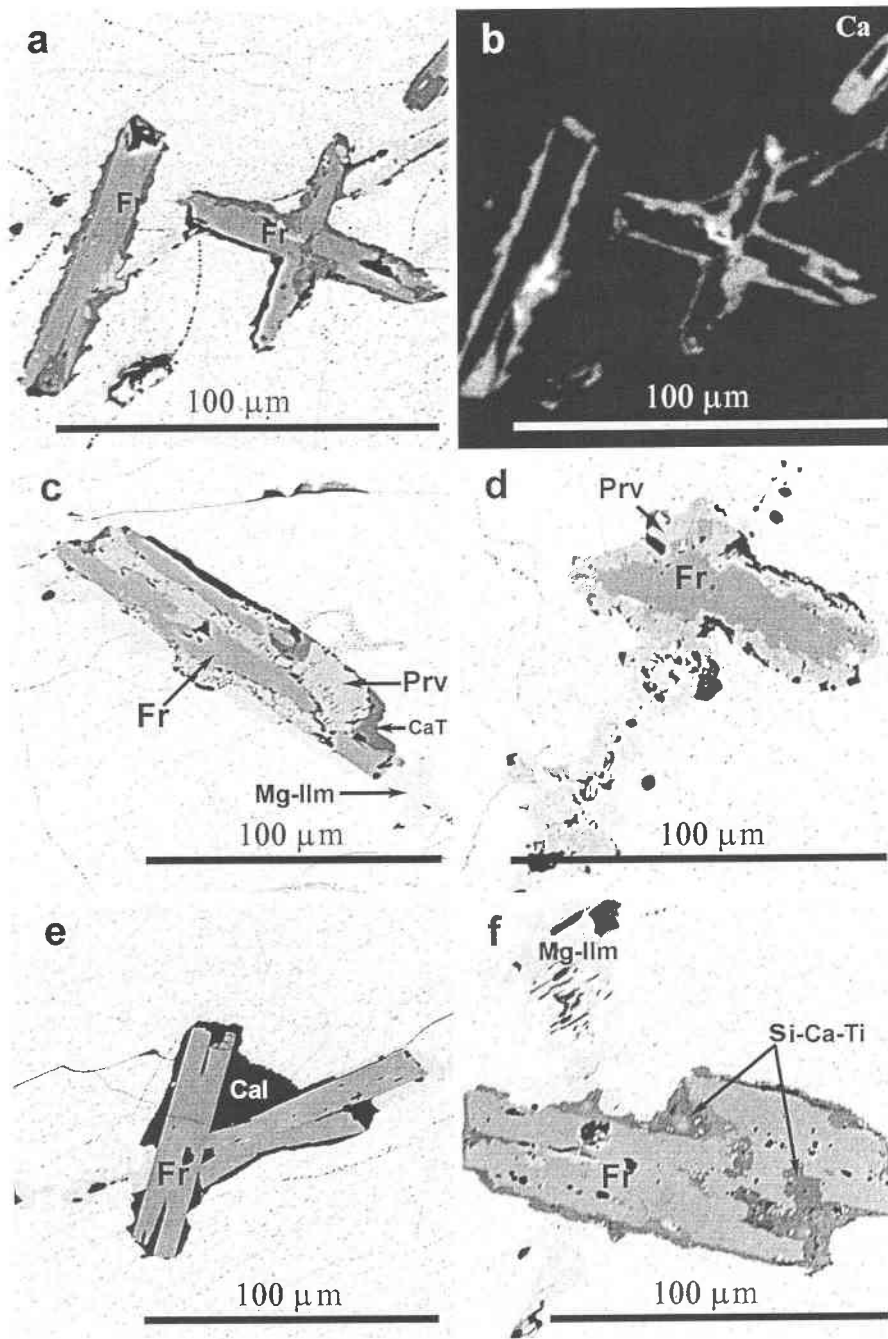 a
Fr
Fr
100 μm
b
Ca
100 μm
c
Fr
Prv
CaT
Mg-Ilm
100 μm
d
Prv
Fr
100 μm
e
Cal
Fr
100 μm
f
Mg-Ilm
Si-Ca-Ti
Fr
100 μm